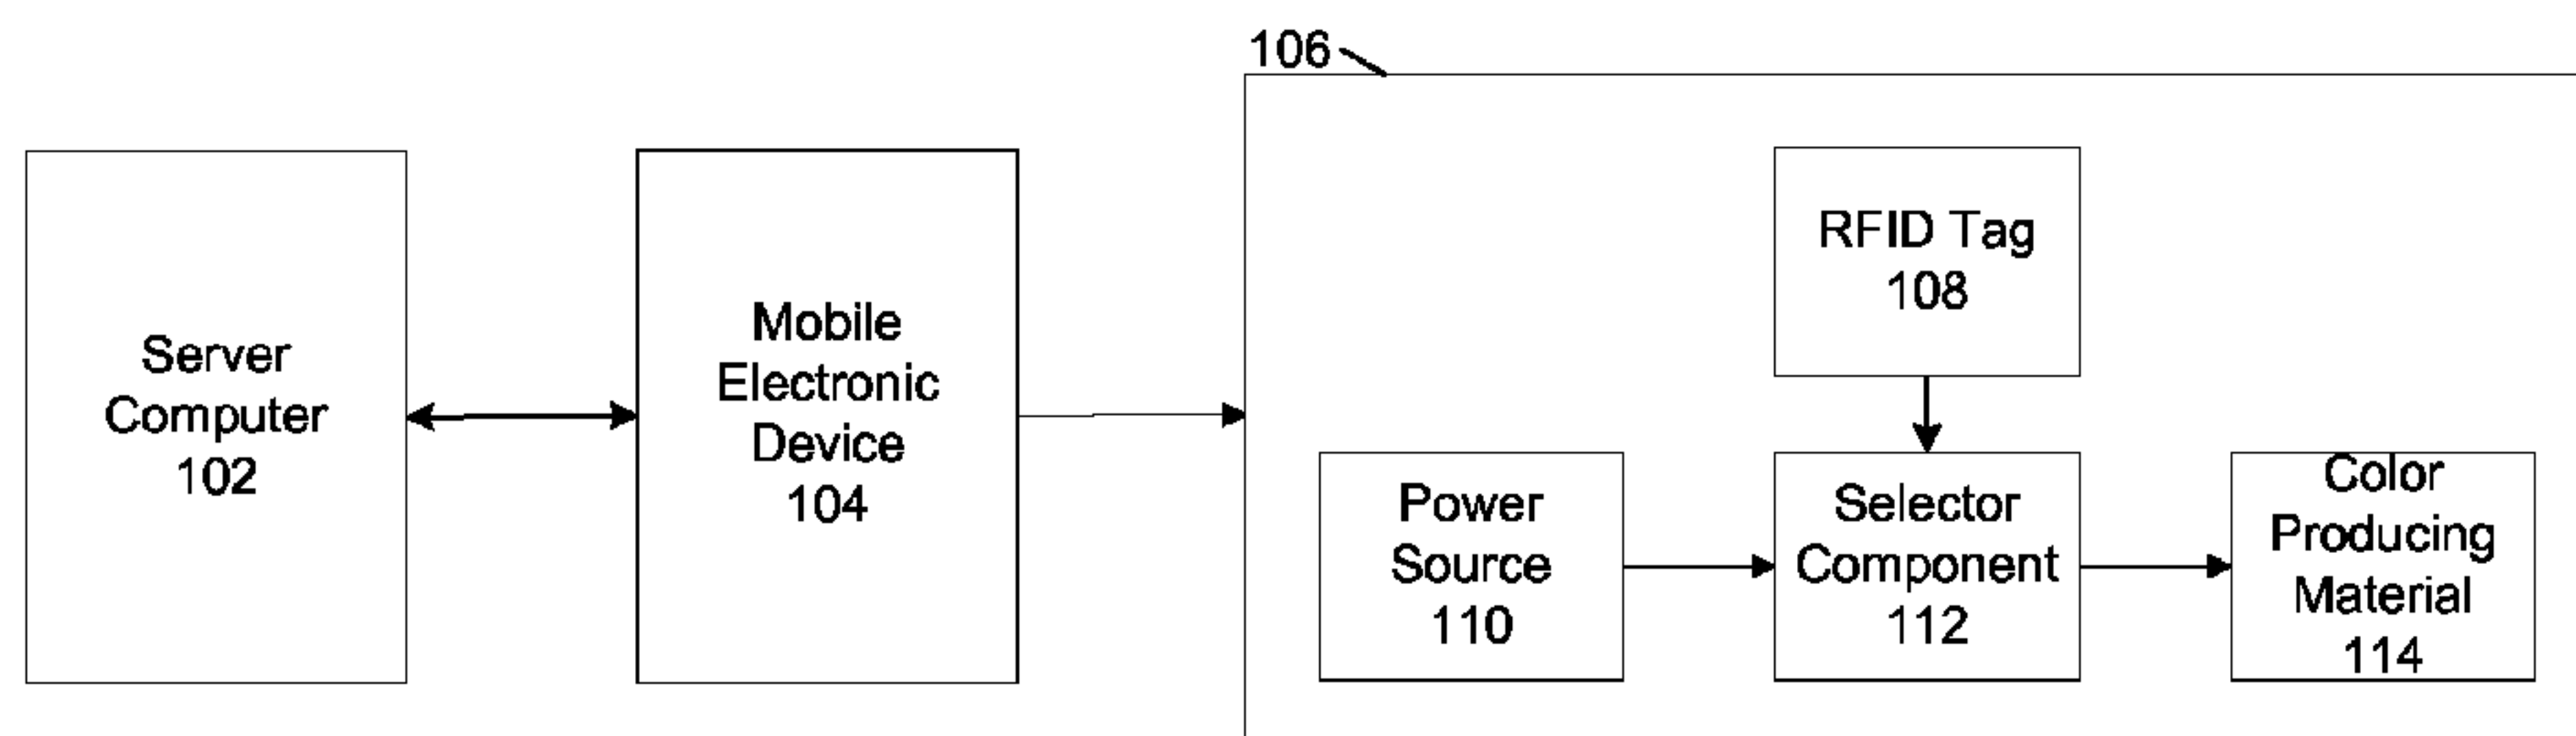 106
Server
Computer
102
Mobile
Electronic
Device
104
RFID Tag
108
Power
Source
110
Selector
Component
112
Color
Producing
Material
114